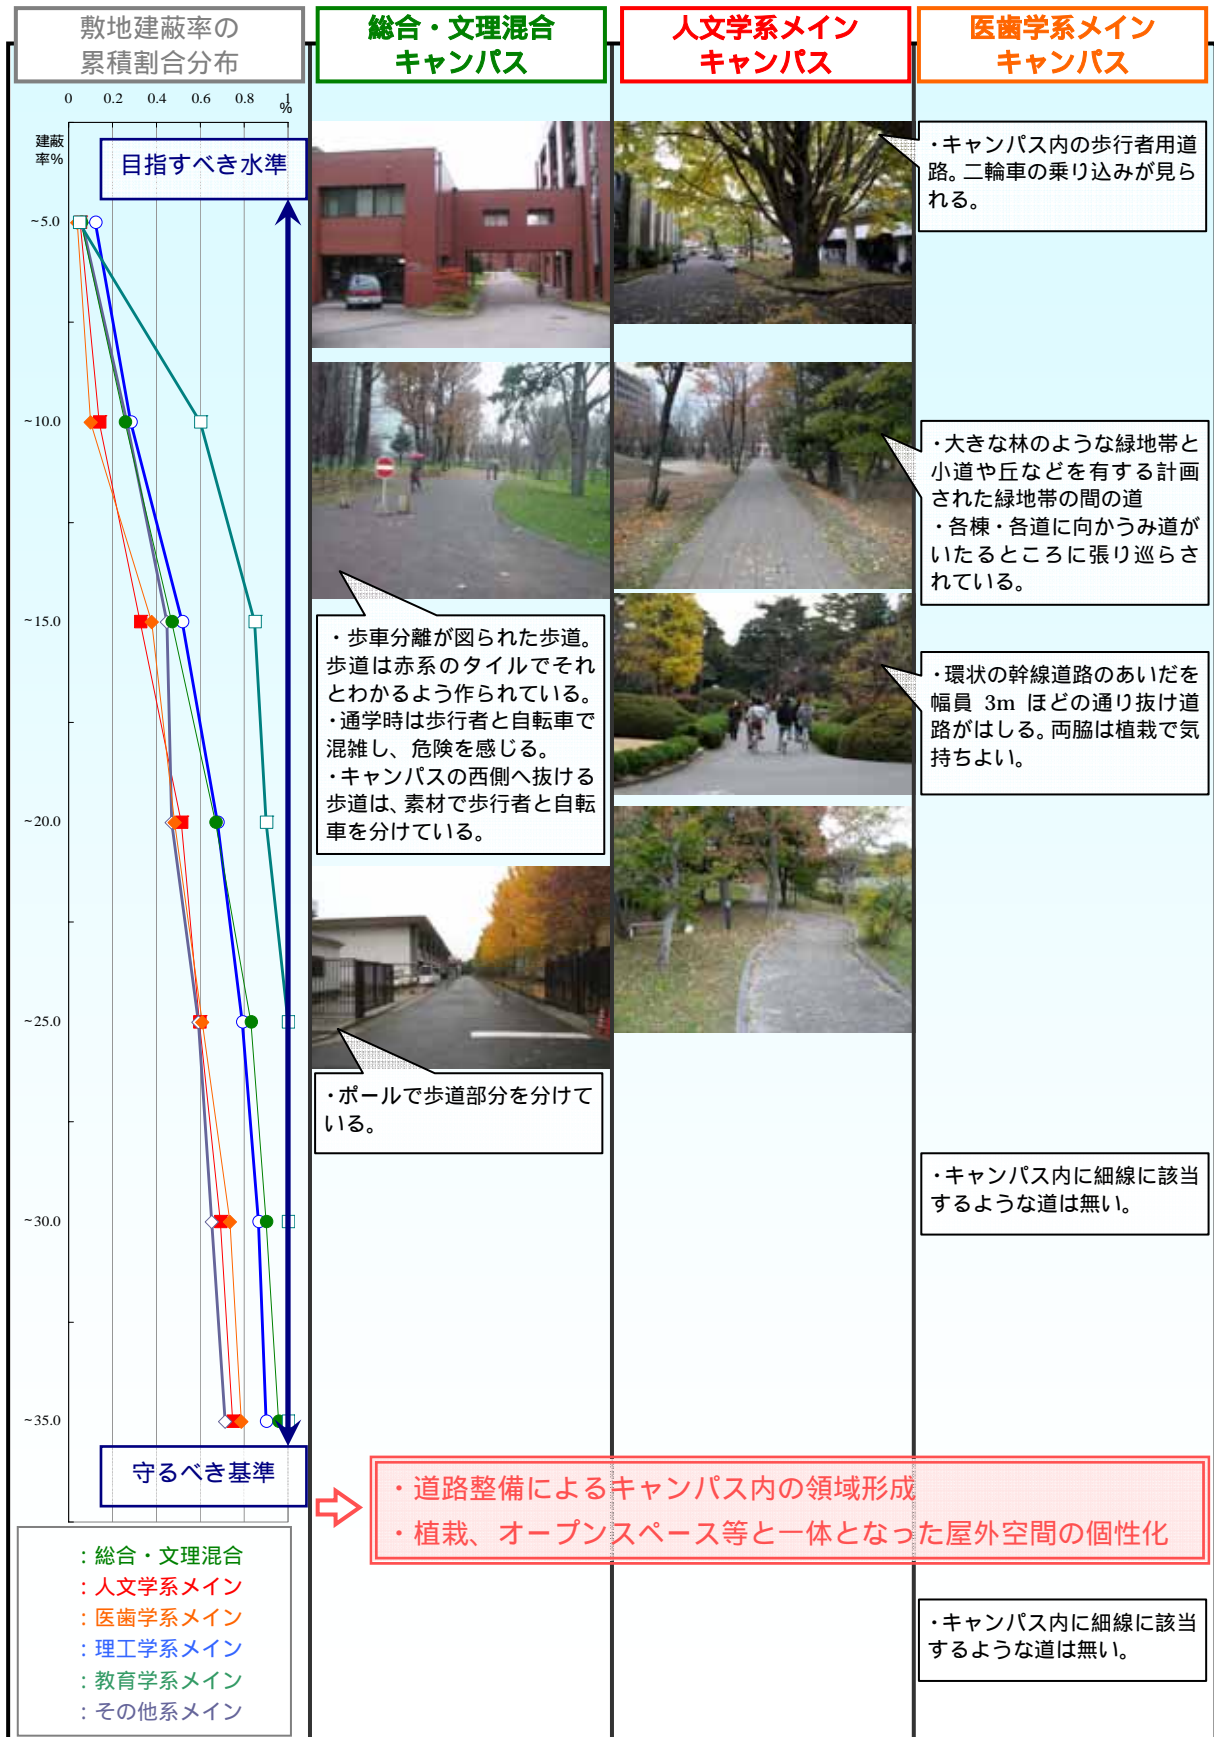 敷地建蔽率の
累積割合分布
総合・文理混合
キャンパス
人文学系メイン
キャンパス
医歯学系メイン
キャンパス
0 0.2 0.4 0.6 0.8 1
%
建蔽
率%
目指すべき水準
~5.0
~10.0
~15.0
~20.0
~25.0
~30.0
~35.0
守るべき基準
：総合・文理混合
：人文学系メイン
：医歯学系メイン
：理工学系メイン
：教育学系メイン
：その他系メイン
・歩車分離が図られた歩道。
歩道は赤系のタイルでそれ
とわかるよう作られている。
・通学時は歩行者と自転車で
混雑し、危険を感じる。
・キャンパスの西側へ抜ける
歩道は、素材で歩行者と自転
車を分けている。
・ポールで歩道部分を分けて
いる。
・キャンパス内の歩行者用道
路。二輪車の乗り込みが見ら
れる。
・大きな林のような緑地帯と
小道や丘などを有する計画
された緑地帯の間の道
・各棟・各道に向かうみ道が
いたるところに張り巡らさ
れている。
・環状の幹線道路のあいだを
幅員 3m ほどの通り抜け道
路がはしる。両脇は植栽で気
持ちよい。
・キャンパス内に細線に該当
するような道は無い。
・道路整備によるキャンパス内の領域形成
・植栽、オープンスペース等と一体となった屋外空間の個性化
・キャンパス内に細線に該当
するような道は無い。